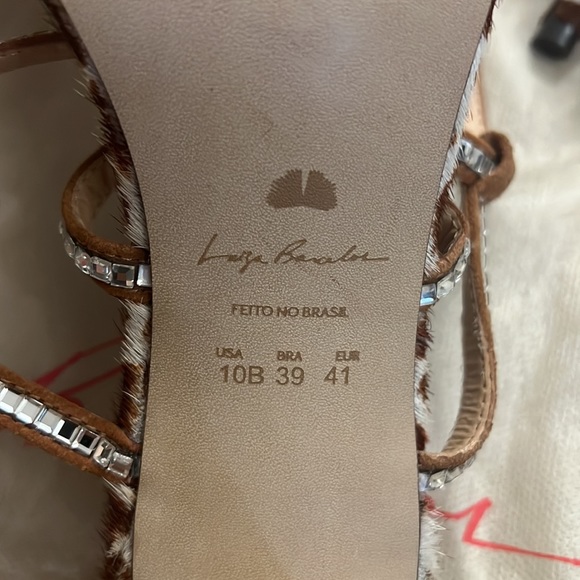 Luiza Barcelos
FEITO NO BRASIL
USA BRA EUR
10B 39 41